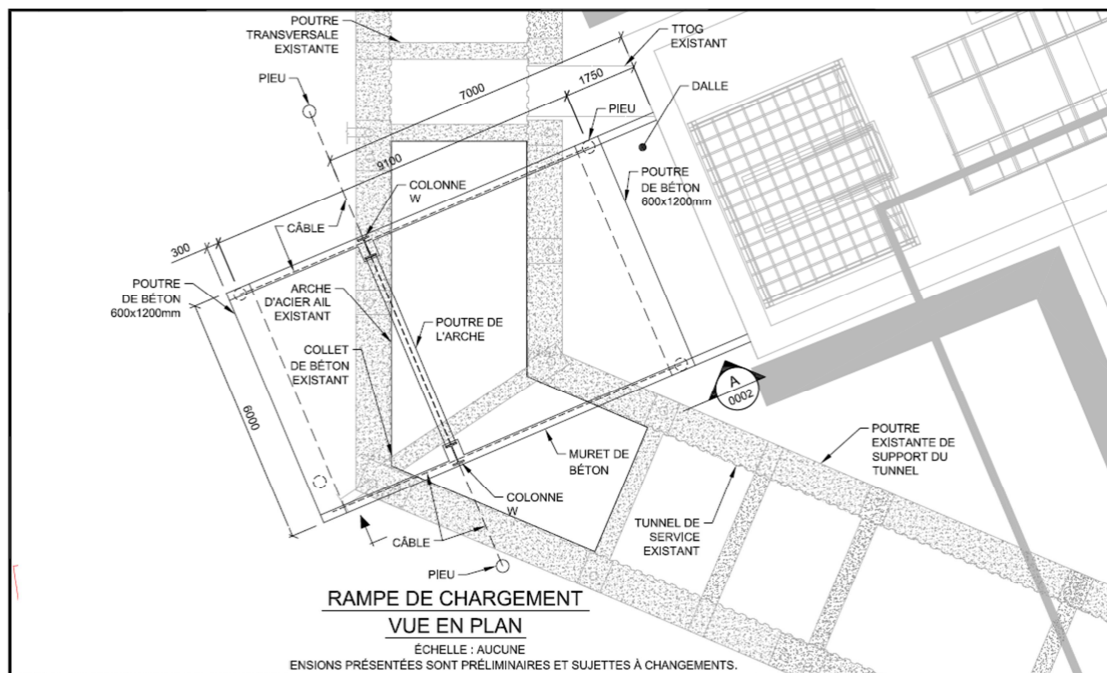 POUTRE
TRANSVERSALE
EXISTANTE
TTOG
EXISTANT
PIEU
7000
1750
DALLE
PIEU
9100
POUTRE
DE BÉTON
600x1200mm
COLONNE
W
CÂBLE
300
POUTRE
DE BÉTON
600x1200mm
ARCHE
D'ACIER AIL
EXISTANT
POUTRE DE
L'ARCHE
COLLET
DE BÉTON
EXISTANT
A
0002
6000
POUTRE
EXISTANTE DE
SUPPORT DU
TUNNEL
MURET DE
BÉTON
COLONNE
W
TUNNEL DE
SERVICE
EXISTANT
CÂBLE
PIEU
RAMPE DE CHARGEMENT
VUE EN PLAN
ÉCHELLE : AUCUNE
ENSIONS PRÉSENTÉES SONT PRÉLIMINAIRES ET SUJETTES À CHANGEMENTS.